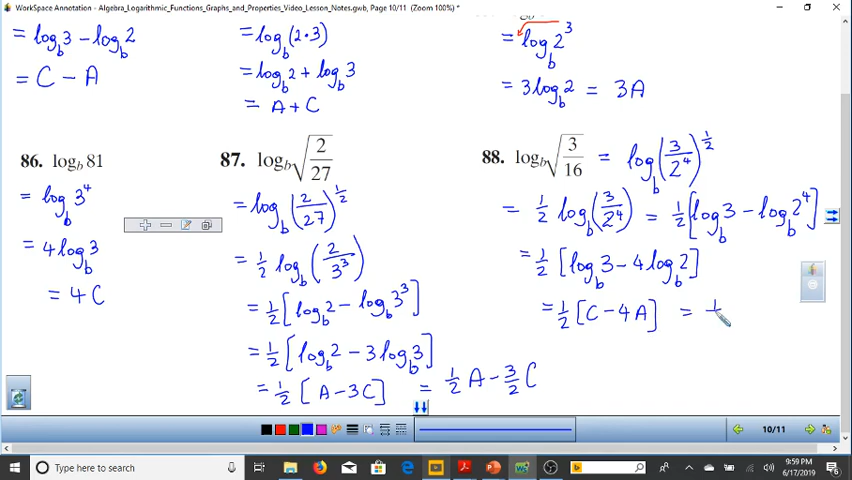 WorkSpace Annotation - Algebra_Logarithmic_Functions_Graphs_and_Properties_Video_Lesson_Notes.gwb, Page 10/11 (Zoom 100%) *
= log_b 3 - log_b 2
= C - A
= log_b (2·3)
= log_b 2 + log_b 3
= A + C
= log_b 2^3
= 3 log_b 2 = 3A
86. log_b 81
= log_b 3^4
= 4 log_b 3
= 4C
87. log_b √(2/27)
= log_b (2/27)^(1/2)
= 1/2 log_b (2/3^3)
= 1/2 [log_b 2 - log_b 3^3]
= 1/2 [log_b 2 - 3 log_b 3]
= 1/2 [A - 3C] = 1/2 A - 3/2 C
88. log_b √(3/16) = log_b (3/2^4)^(1/2)
= 1/2 log_b (3/2^4) = 1/2 [log_b 3 - log_b 2^4]
= 1/2 [log_b 3 - 4 log_b 2]
= 1/2 [C - 4A] = 1
10/11
Type here to search
b
9:59 PM
6/17/2019